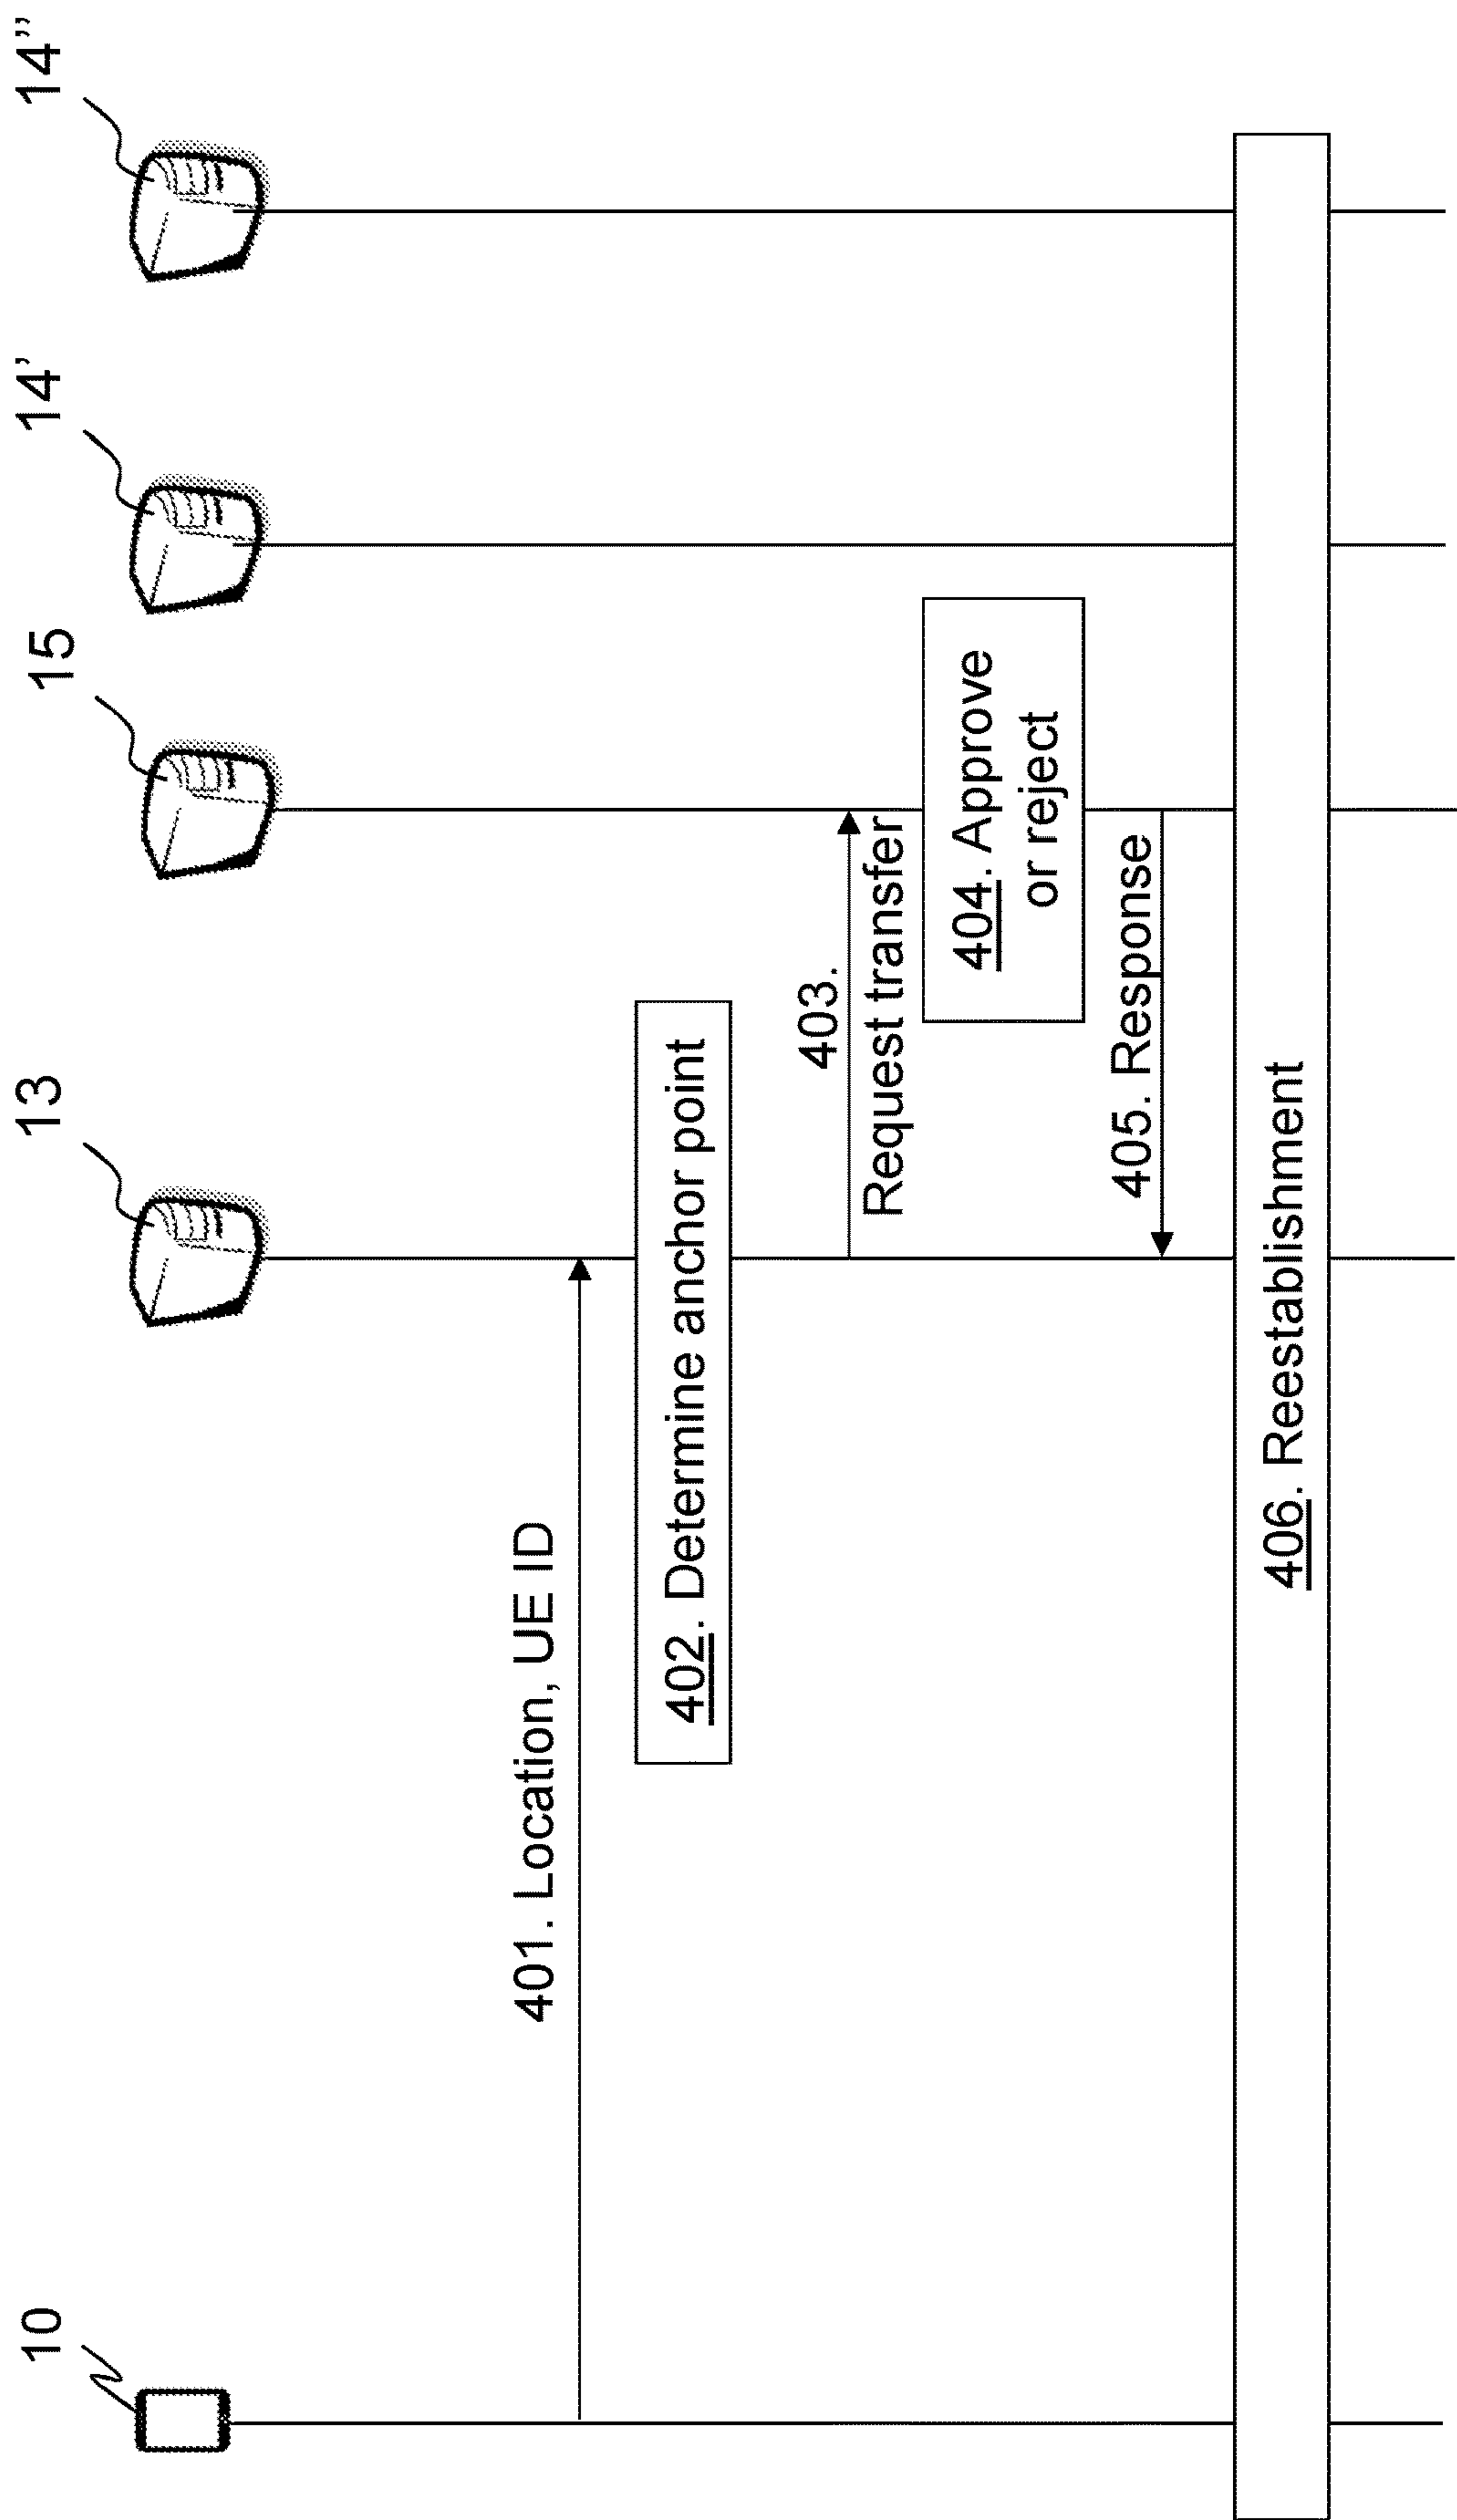 10
13
15
14'
14''
401. Location, UE ID
402. Determine anchor point
403.
Request transfer
404. Approve
or reject
405. Response
406. Reestablishment